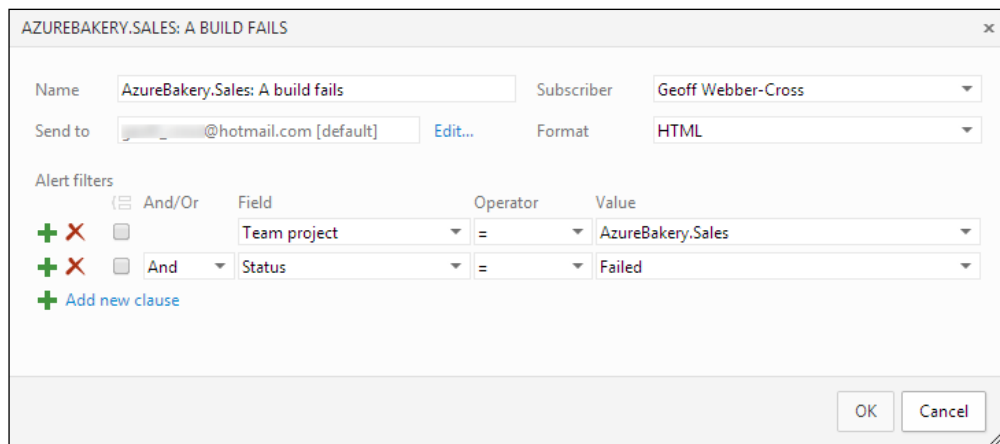 AZUREBAKERY.SALES: A BUILD FAILS ×
Name AzureBakery.Sales: A build fails Subscriber Geoff Webber-Cross
Send to @hotmail.com [default] Edit... Format HTML
Alert filters
And/Or Field Operator Value
Team project = AzureBakery.Sales
And Status = Failed
Add new clause
OK Cancel